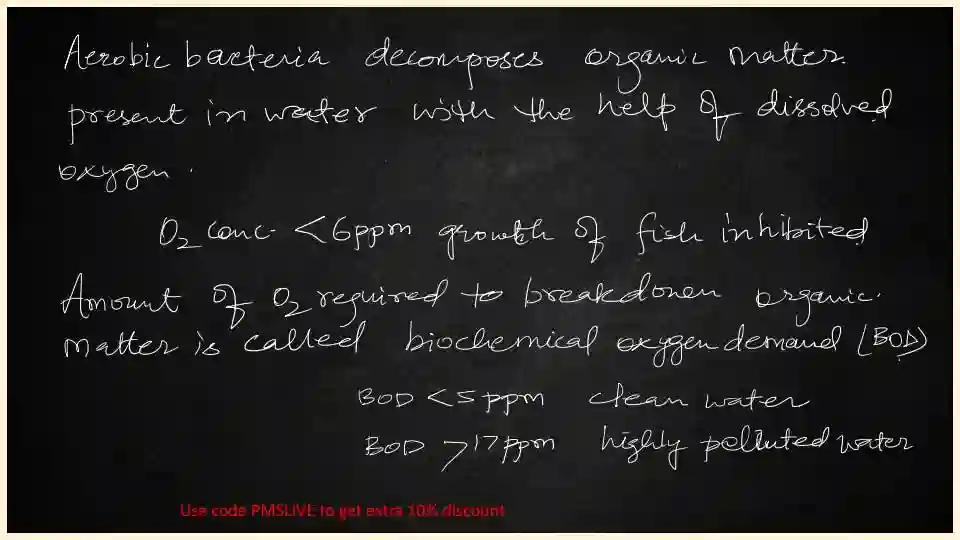 Aerobic bacteria decomposes organic matter.
present in water with the help of dissolved
oxygen.
O2 conc. <6ppm growth of fish inhibited
Amount of O2 required to breakdown organic.
matter is called biochemical oxygen demand (BOD)
BOD <5 ppm clean water
BOD >17 ppm highly polluted water
Use code PMSLIVE to get extra 10% discount